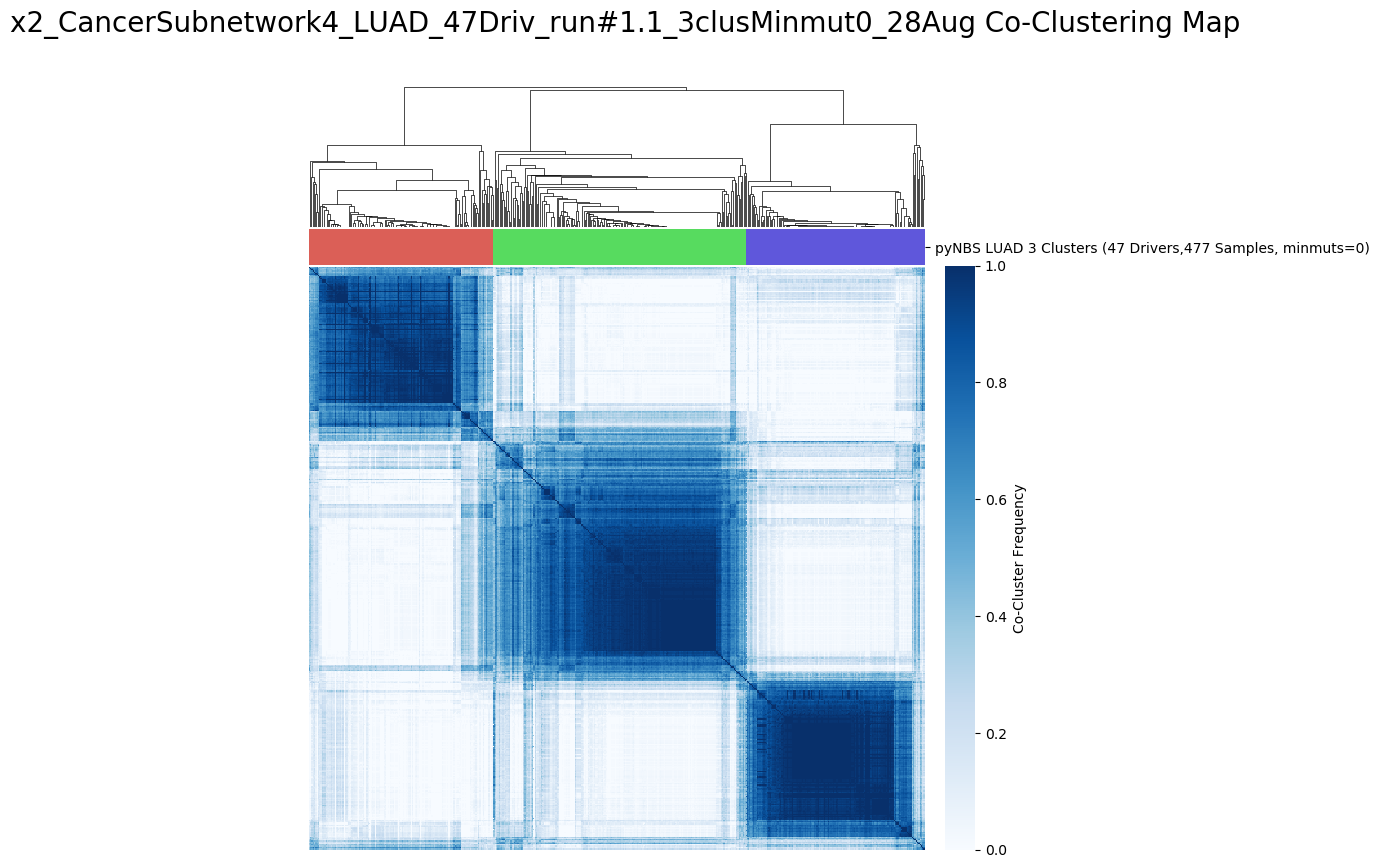 x2_CancerSubnetwork4_LUAD_47Driv_run#1.1_3clusMinmut0_28Aug Co-Clustering Map
pyNBS LUAD 3 Clusters (47 Drivers,477 Samples, minmuts=0)
1.0
0.8
0.6
0.4
0.2
0.0
Co-Cluster Frequency